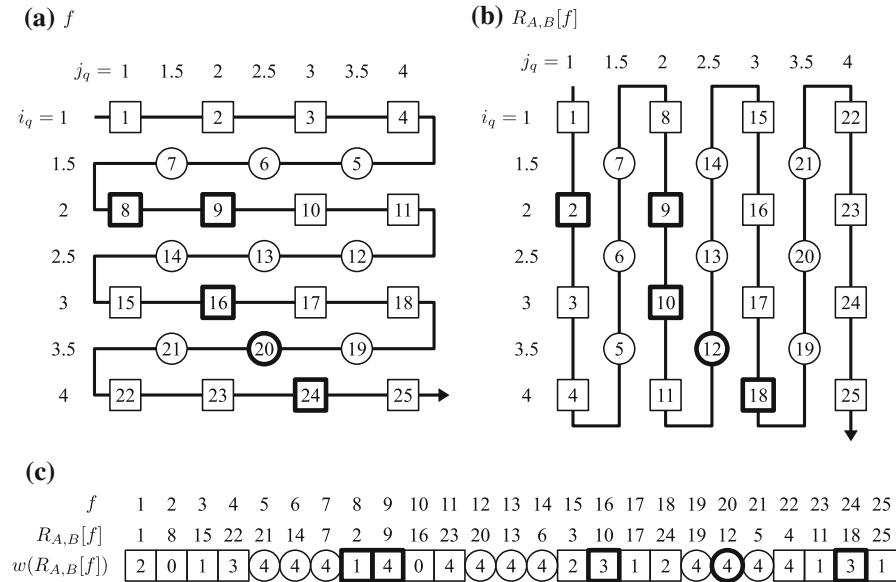 (a) f
j_q = 1 1.5 2 2.5 3 3.5 4
i_q = 1 1 2 3 4
1.5 7 6 5
2 8 9 10 11
2.5 14 13 12
3 15 16 17 18
3.5 21 20 19
4 22 23 24 25
(b) R_{A,B}[f]
j_q = 1 1.5 2 2.5 3 3.5 4
i_q = 1 1 8 15 22
1.5 7 14 21
2 2 9 16 23
2.5 6 13 20
3 3 10 17 24
3.5 5 12 19
4 4 11 18 25
(c)
f 1 2 3 4 5 6 7 8 9 10 11 12 13 14 15 16 17 18 19 20 21 22 23 24 25
R_{A,B}[f] 1 8 15 22 21 14 7 2 9 16 23 20 13 6 3 10 17 24 19 12 5 4 11 18 25
w(R_{A,B}[f]) 2 0 1 3 4 4 4 1 4 0 4 4 4 4 2 3 1 2 4 4 4 4 1 3 1